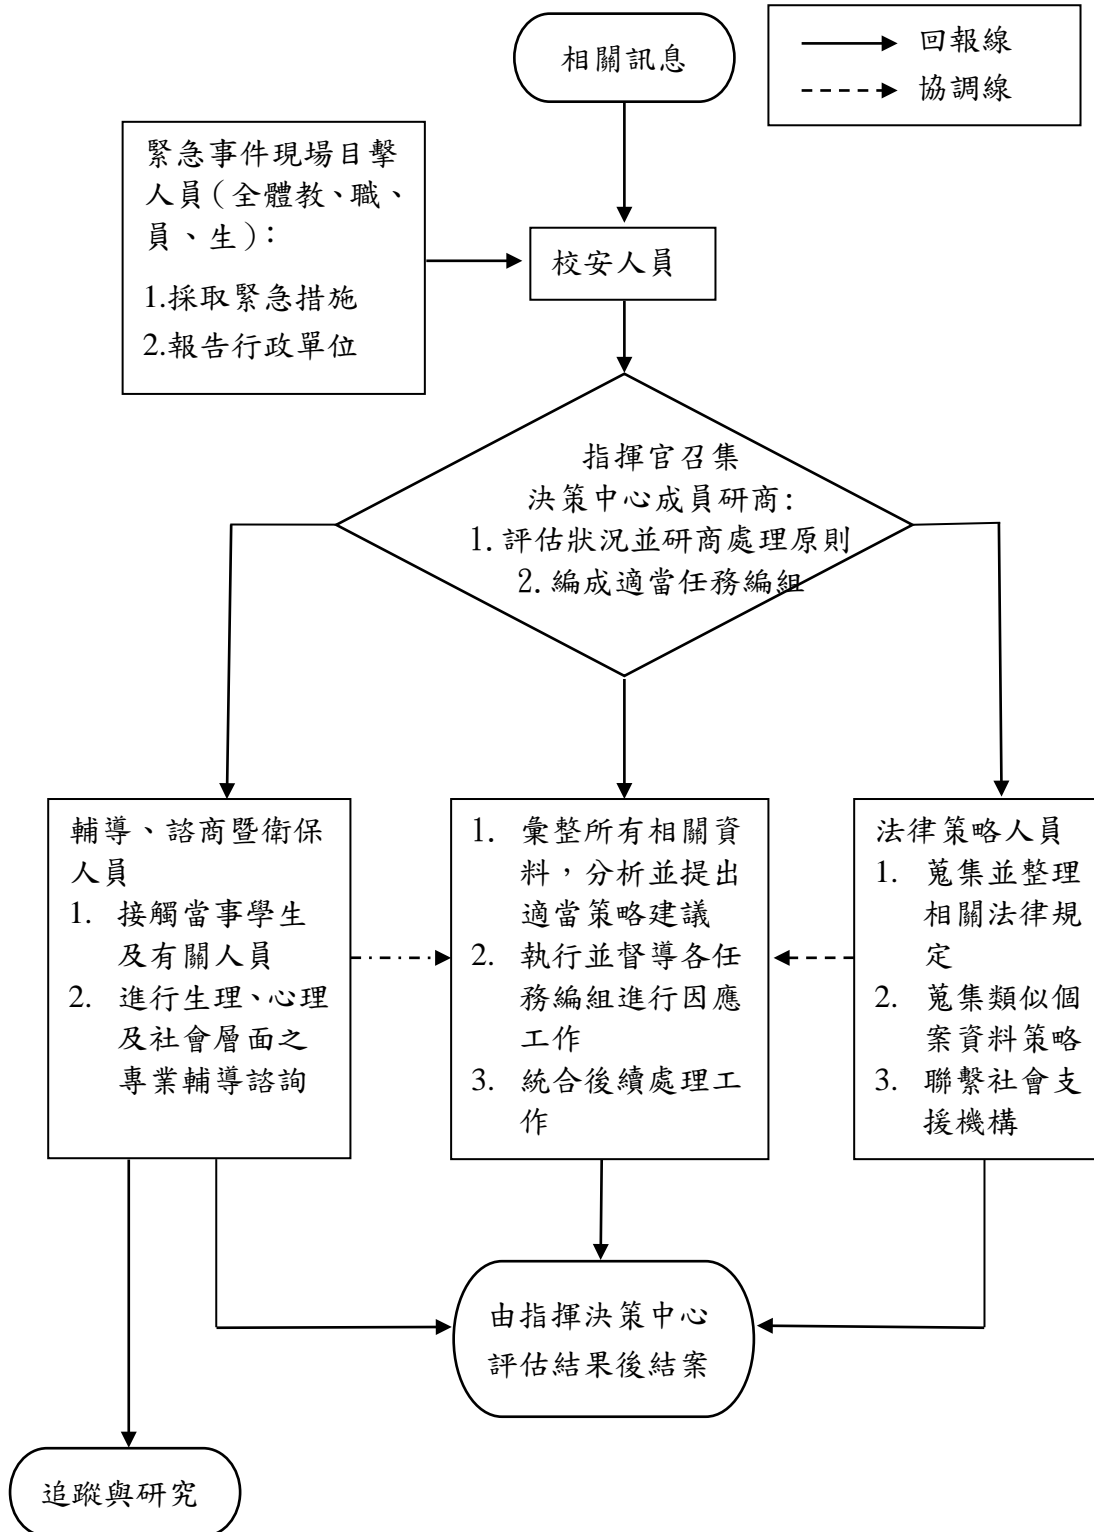 相關訊息
回報線
協調線
緊急事件現場目擊
人員(全體教、職、
員、生)：
1.採取緊急措施
2.報告行政單位
校安人員
指揮官召集
決策中心成員研商:
1.評估狀況並研商處理原則
2.編成適當任務編組
輔導、諮商暨衛保
人員
1. 接觸當事學生
及有關人員
2. 進行生理、心理
及社會層面之
專業輔導諮詢
1. 彙整所有相關資
料，分析並提出
適當策略建議
2. 執行並督導各任
務編組進行因應
工作
3. 統合後續處理工
作
法律策略人員
1. 蒐集並整理
相關法律規
定
2. 蒐集類似個
案資料策略
3. 聯繫社會支
援機構
由指揮決策中心
評估結果後結案
追蹤與研究